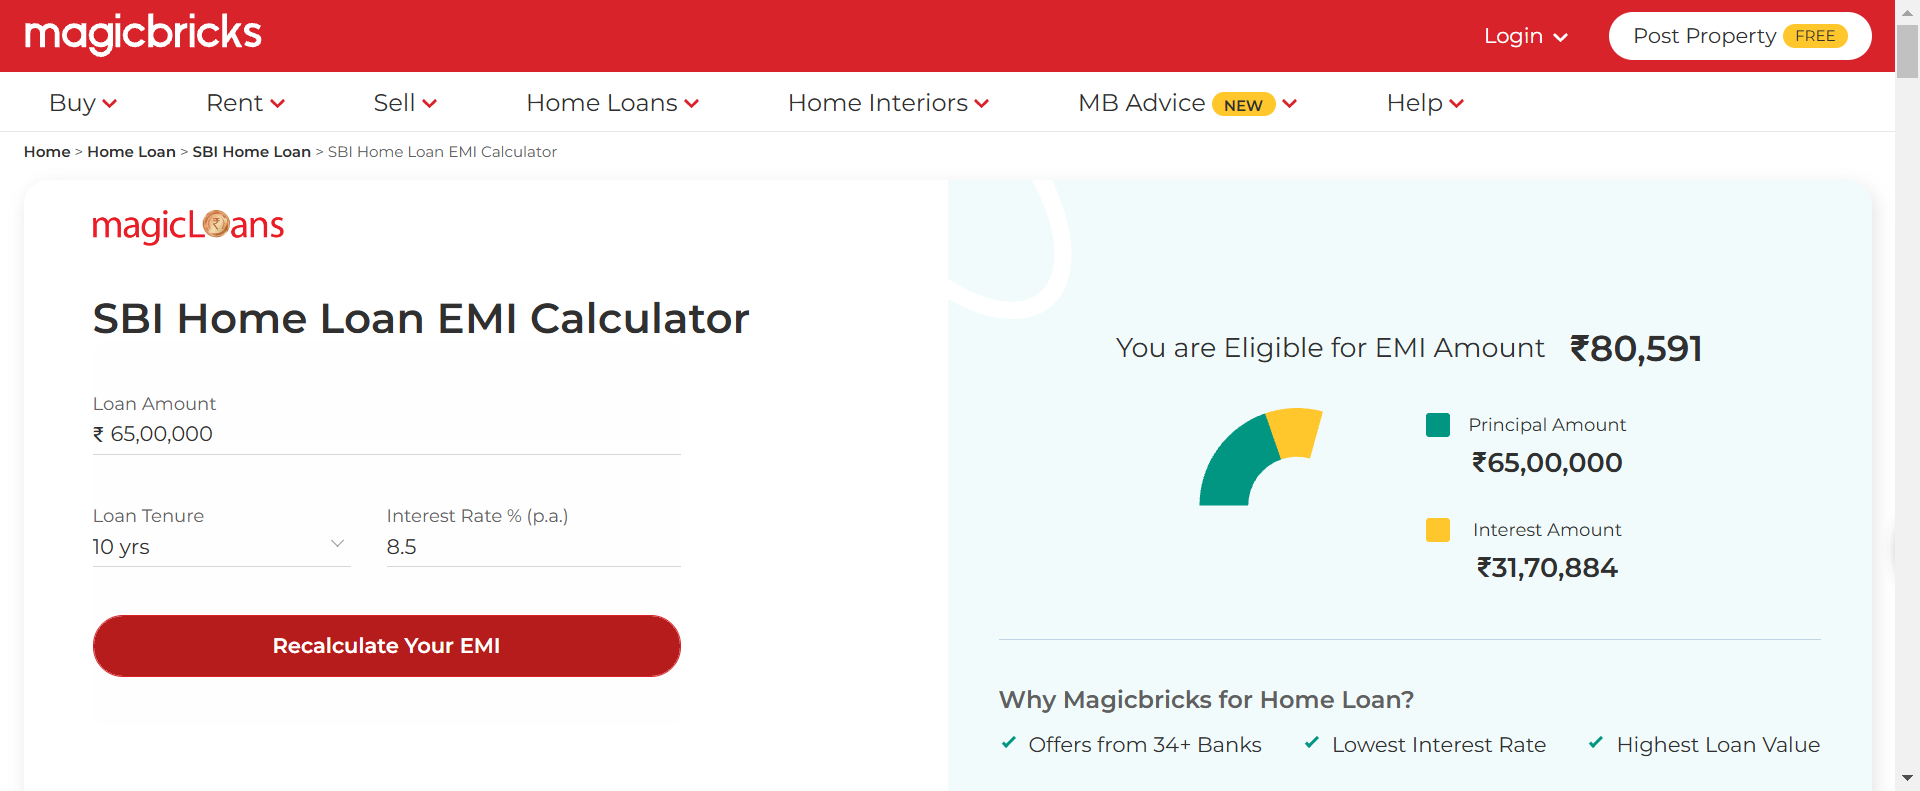 magicbricks
Login
Post Property FREE
Buy Rent Sell Home Loans Home Interiors MB Advice NEW Help
Home > Home Loan > SBI Home Loan > SBI Home Loan EMI Calculator
magicLoans
SBI Home Loan EMI Calculator
Loan Amount
₹ 65,00,000
Loan Tenure
10 yrs
Interest Rate % (p.a.)
8.5
Recalculate Your EMI
You are Eligible for EMI Amount ₹80,591
Principal Amount
₹65,00,000
Interest Amount
₹31,70,884
Why Magicbricks for Home Loan?
Offers from 34+ Banks
Lowest Interest Rate
Highest Loan Value